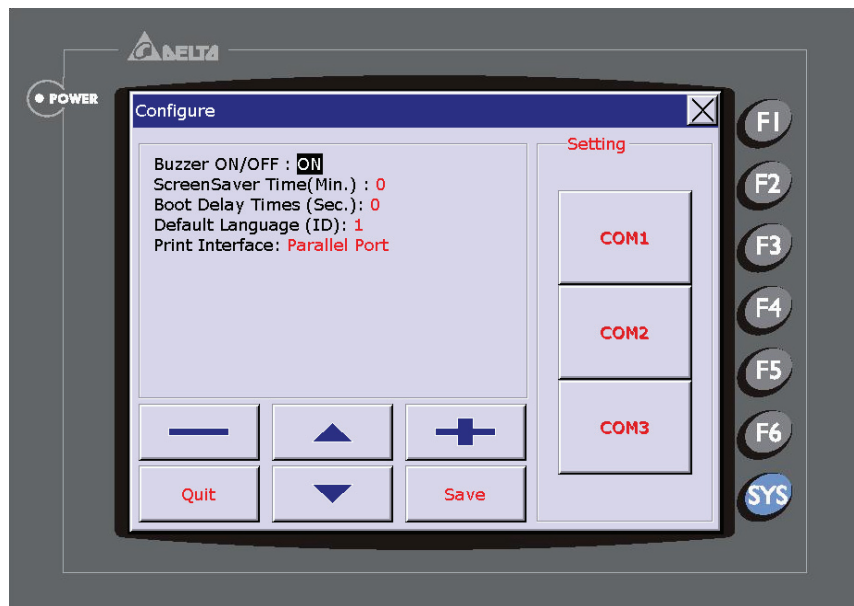 DELTA
POWER
Configure
Buzzer ON/OFF : ON
ScreenSaver Time(Min.) : 0
Boot Delay Times (Sec.): 0
Default Language (ID): 1
Print Interface: Parallel Port
Quit
Save
Setting
COM1
COM2
COM3
F1
F2
F3
F4
F5
F6
SYS